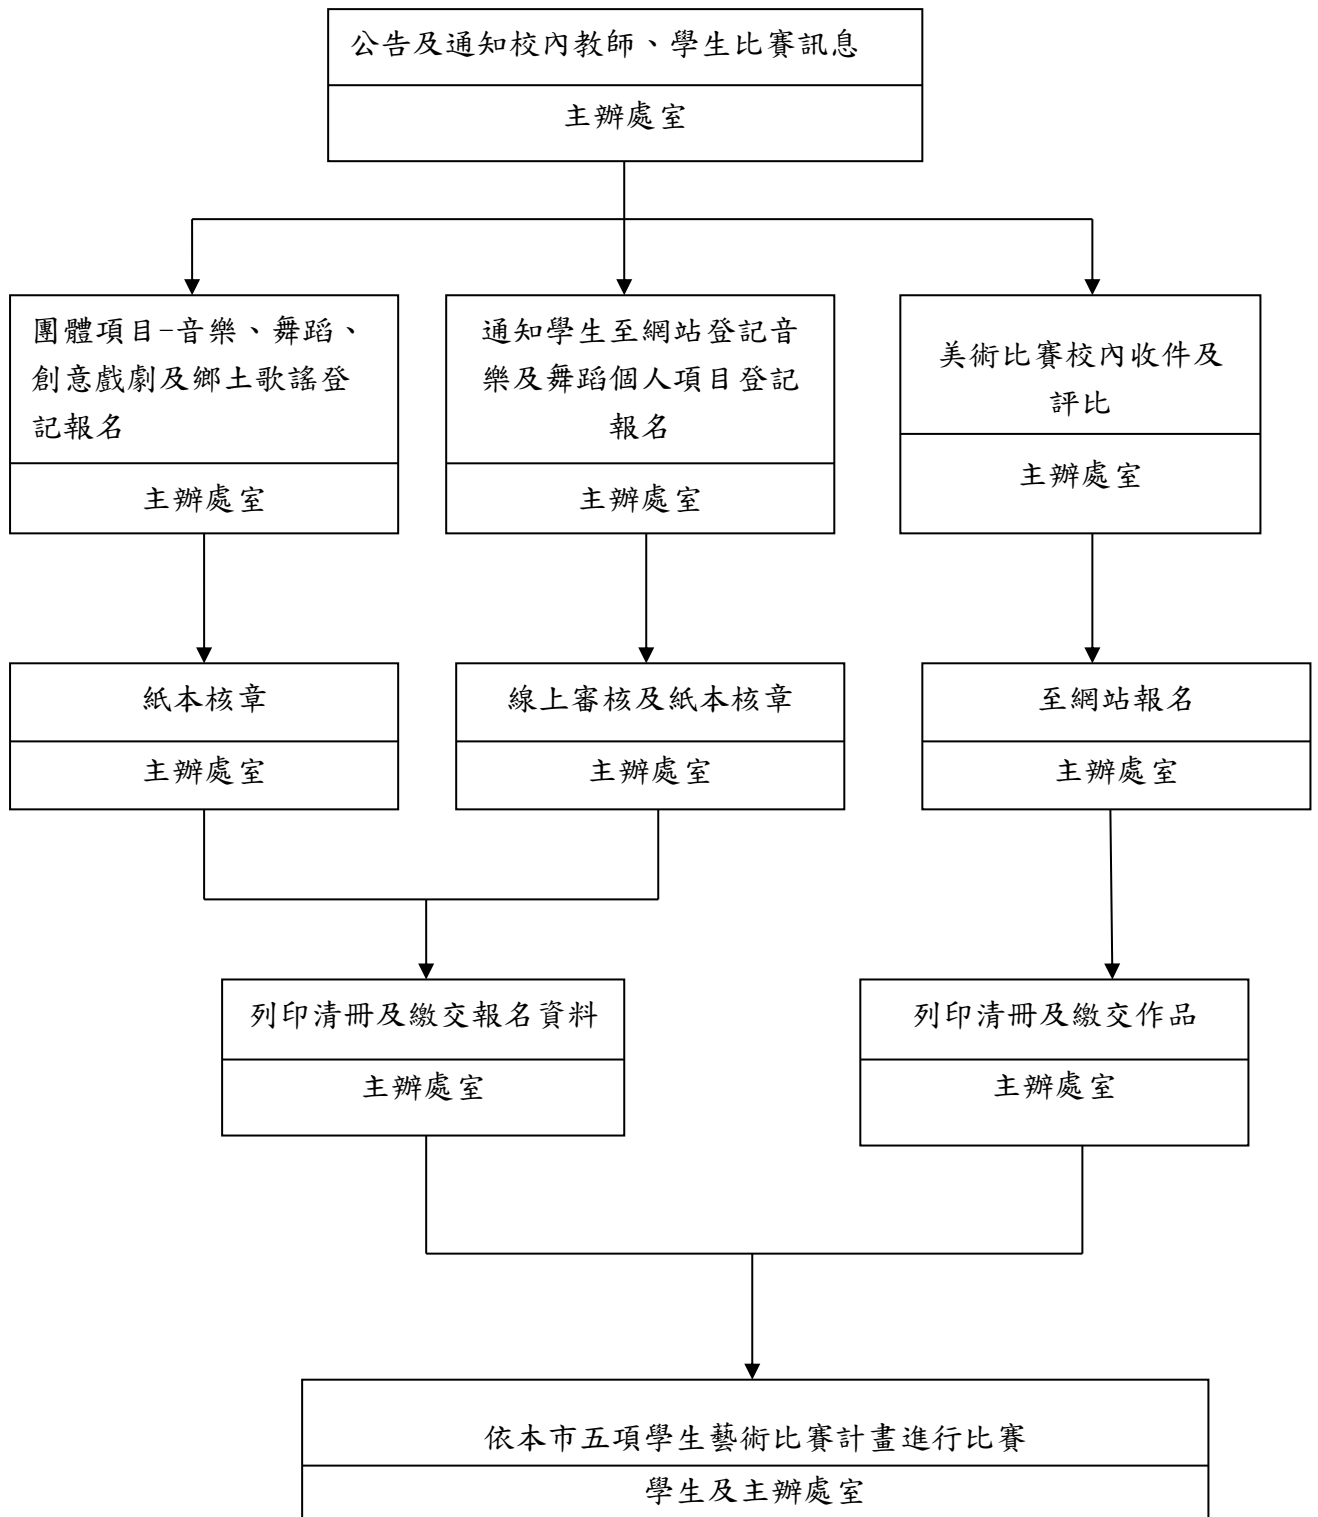 公告及通知校內教師、學生比賽訊息
主辦處室
團體項目-音樂、舞蹈、
創意戲劇及鄉土歌謠登
記報名
主辦處室
通知學生至網站登記音
樂及舞蹈個人項目登記
報名
主辦處室
美術比賽校內收件及
評比
主辦處室
紙本核章
主辦處室
線上審核及紙本核章
主辦處室
至網站報名
主辦處室
列印清冊及繳交報名資料
主辦處室
列印清冊及繳交作品
主辦處室
依本市五項學生藝術比賽計畫進行比賽
學生及主辦處室